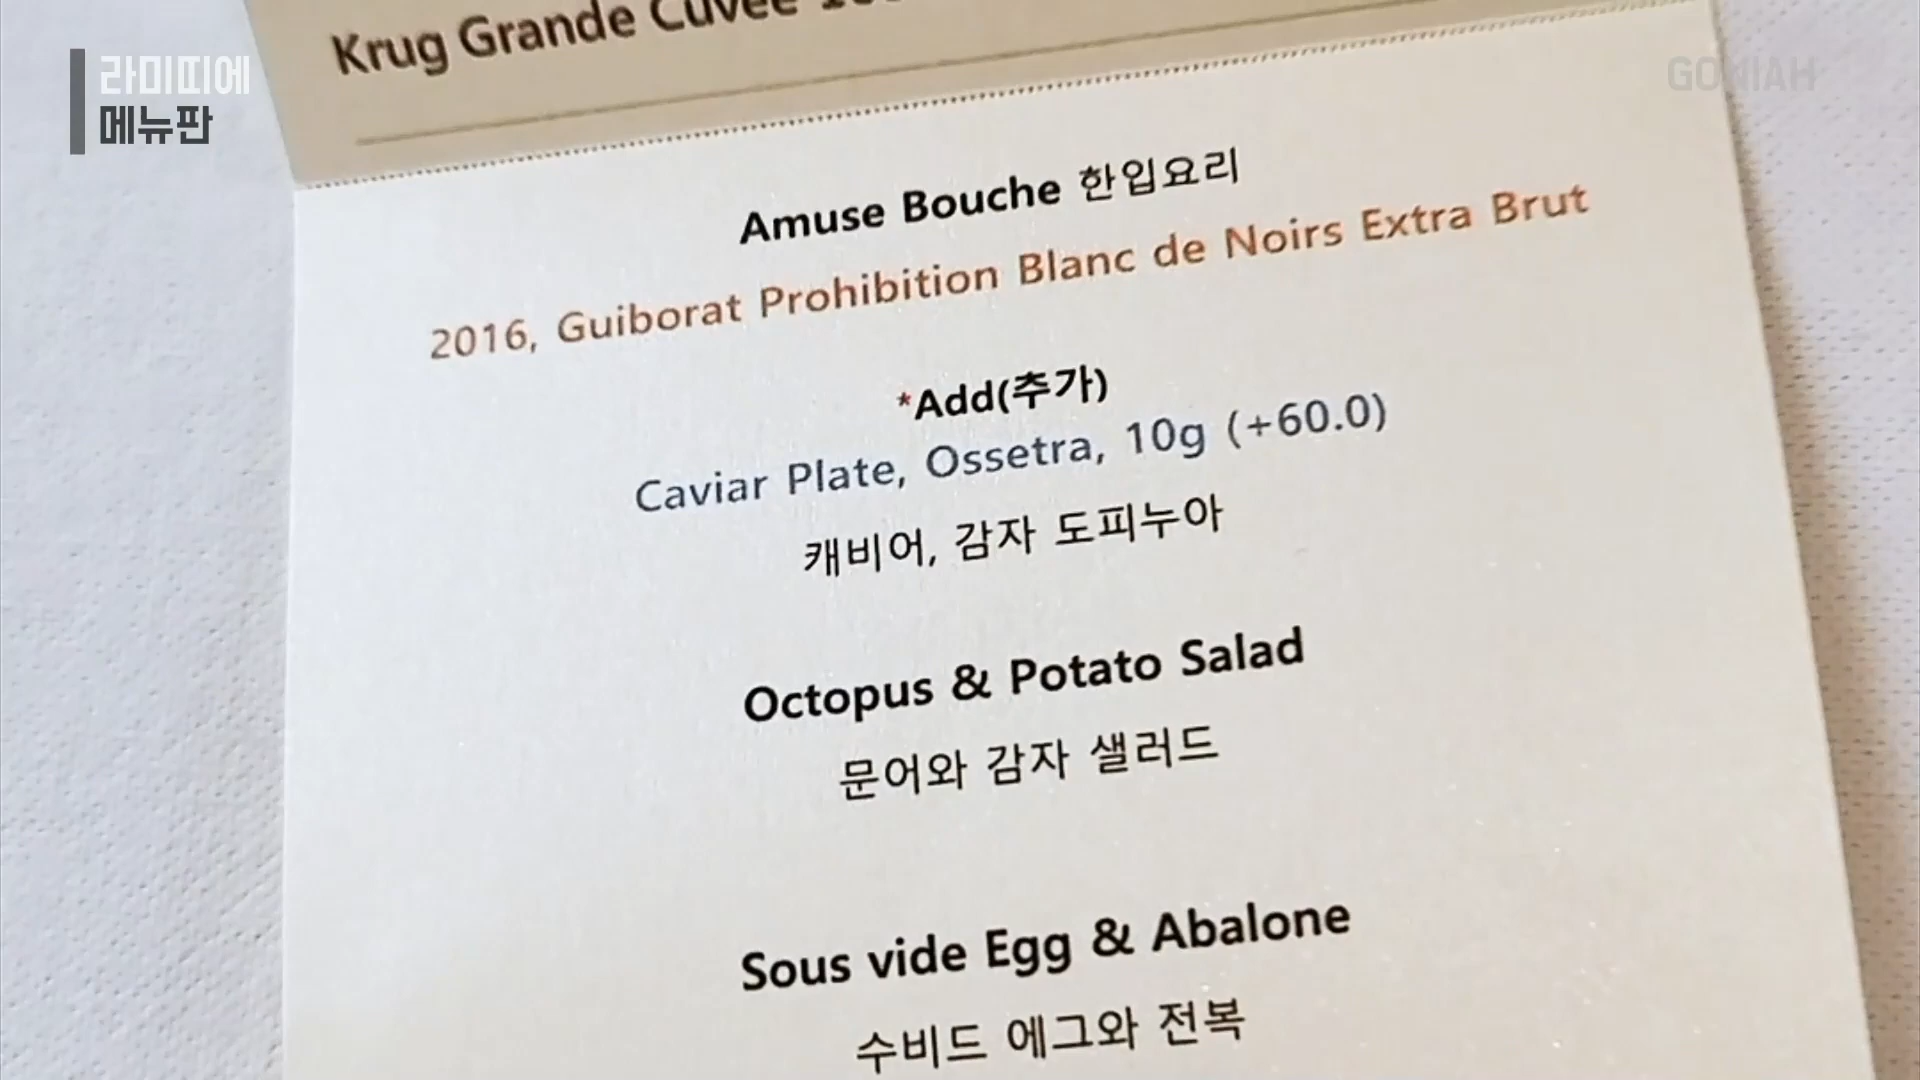 라미띠에
메뉴판
GONIAH
Krug Grande Cuvée
Amuse Bouche 한입요리
2016, Guiborat Prohibition Blanc de Noirs Extra Brut
*Add(추가)
Caviar Plate, Ossetra, 10g (+60.0)
캐비어, 감자 도피누아
Octopus & Potato Salad
문어와 감자 샐러드
Sous vide Egg & Abalone
수비드 에그와 전복